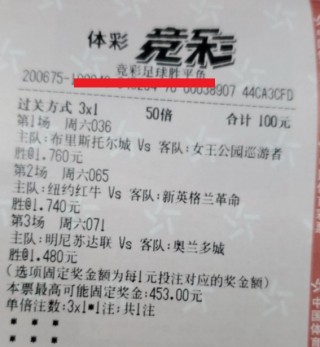 体彩 竞彩
竞彩足球胜平负
200675- 00038907 44CA3CFD
过关方式 3x1 50倍 合计 100元
第1场 周六036
主队:布里斯托尔城 Vs 客队:女王公园巡游者
胜@1.760元
第2场 周六065
主队:纽约红牛 Vs 客队:新英格兰革命
胜@1.740元
第3场 周六071
主队:明尼苏达联 Vs 客队:奥兰多城
胜@1.480元
(选项固定奖金额为每1元投注对应的奖金额)
本票最高可能固定奖金:453.00元
单倍注数:3x1*1注:共1注
中国体育